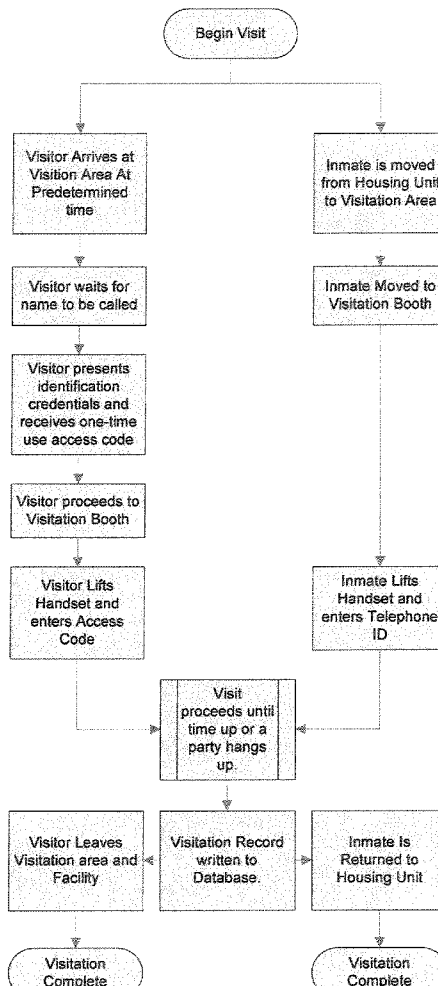 Begin Visit
Visitor Arrives at
Visition Area At
Predetermined
time
Inmate is moved
from Housing Unit
to Visitation Area
Visitor waits for
name to be called
Inmate Moved to
Visitation Booth
Visitor presents
identification
credentials and
receives one-time
use access code
Visitor proceeds to
Visitation Booth
Visitor Lifts
Handset and
enters Access
Code
Inmate Lifts
Handset and
enters Telephone
ID
Visit
proceeds until
time up or a
party hangs
up.
Visitor Leaves
Visitation area and
Facility
Visitation Record
written to
Database.
Inmate Is
Returned to
Housing Unit
Visitation
Complete
Visitation
Complete